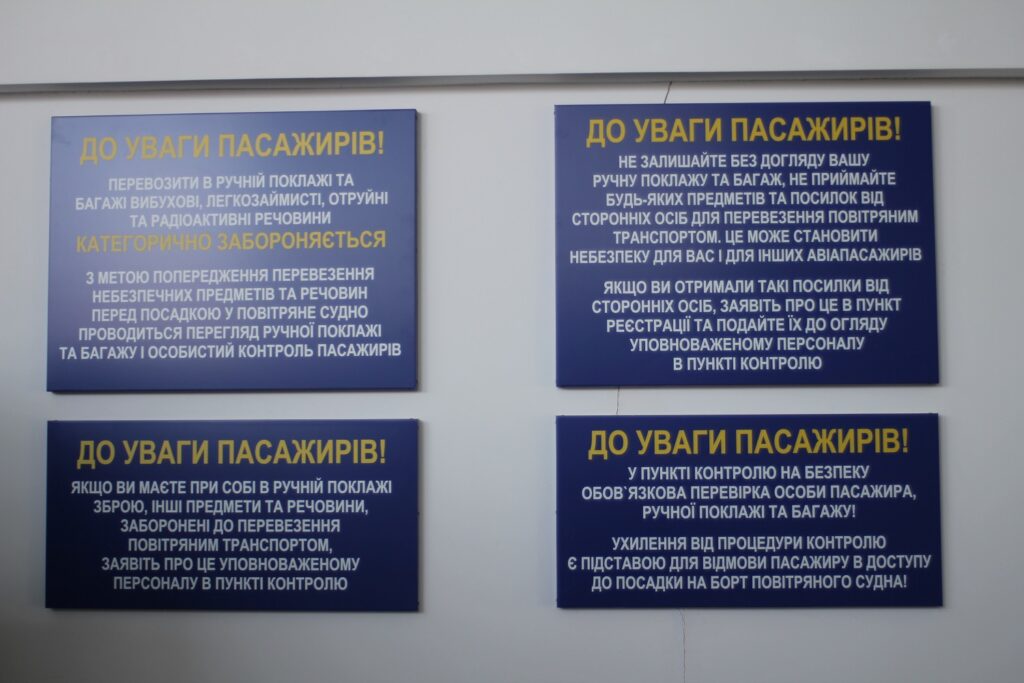 ДО УВАГИ ПАСАЖИРІВ!
ПЕРЕВОЗИТИ В РУЧНІЙ ПОКЛАЖІ ТА
БАГАЖІ ВИБУХОВІ, ЛЕГКОЗАЙМИСТІ, ОТРУЙНІ
ТА РАДІОАКТИВНІ РЕЧОВИНИ
КАТЕГОРИЧНО ЗАБОРОНЯЄТЬСЯ
З МЕТОЮ ПОПЕРЕДЖЕННЯ ПЕРЕВЕЗЕННЯ
НЕБЕЗПЕЧНИХ ПРЕДМЕТІВ ТА РЕЧОВИН
ПЕРЕД ПОСАДКОЮ У ПОВІТРЯНЕ СУДНО
ПРОВОДИТЬСЯ ПЕРЕГЛЯД РУЧНОЇ ПОКЛАЖІ
ТА БАГАЖУ І ОСОБИСТИЙ КОНТРОЛЬ ПАСАЖИРІВ
ДО УВАГИ ПАСАЖИРІВ!
НЕ ЗАЛИШАЙТЕ БЕЗ ДОГЛЯДУ ВАШУ
РУЧНУ ПОКЛАЖУ ТА БАГАЖ, НЕ ПРИЙМАЙТЕ
БУДЬ-ЯКИХ ПРЕДМЕТІВ ТА ПОСИЛОК ВІД
СТОРОННІХ ОСІБ ДЛЯ ПЕРЕВЕЗЕННЯ ПОВІТРЯНИМ
ТРАНСПОРТОМ. ЦЕ МОЖЕ СТАНОВИТИ
НЕБЕЗПЕКУ ДЛЯ ВАС І ДЛЯ ІНШИХ АВІАПАСАЖИРІВ
ЯКЩО ВИ ОТРИМАЛИ ТАКІ ПОСИЛКИ ВІД
СТОРОННІХ ОСІБ, ЗАЯВІТЬ ПРО ЦЕ В ПУНКТ
РЕЄСТРАЦІЇ ТА ПОДАЙТЕ ЇХ ДО ОГЛЯДУ
УПОВНОВАЖЕНОМУ ПЕРСОНАЛУ
В ПУНКТІ КОНТРОЛЮ
ДО УВАГИ ПАСАЖИРІВ!
ЯКЩО ВИ МАЄТЕ ПРИ СОБІ В РУЧНІЙ ПОКЛАЖІ
ЗБРОЮ, ІНШІ ПРЕДМЕТИ ТА РЕЧОВИНИ,
ЗАБОРОНЕНІ ДО ПЕРЕВЕЗЕННЯ
ПОВІТРЯНИМ ТРАНСПОРТОМ,
ЗАЯВІТЬ ПРО ЦЕ УПОВНОВАЖЕНОМУ
ПЕРСОНАЛУ В ПУНКТІ КОНТРОЛЮ
ДО УВАГИ ПАСАЖИРІВ!
У ПУНКТІ КОНТРОЛЮ НА БЕЗПЕКУ
ОБОВ`ЯЗКОВА ПЕРЕВІРКА ОСОБИ ПАСАЖИРА,
РУЧНОЇ ПОКЛАЖІ ТА БАГАЖУ!
УХИЛЕННЯ ВІД ПРОЦЕДУРИ КОНТРОЛЮ
Є ПІДСТАВОЮ ДЛЯ ВІДМОВИ ПАСАЖИРУ В ДОСТУПУ
ДО ПОСАДКИ НА БОРТ ПОВІТРЯНОГО СУДНА!